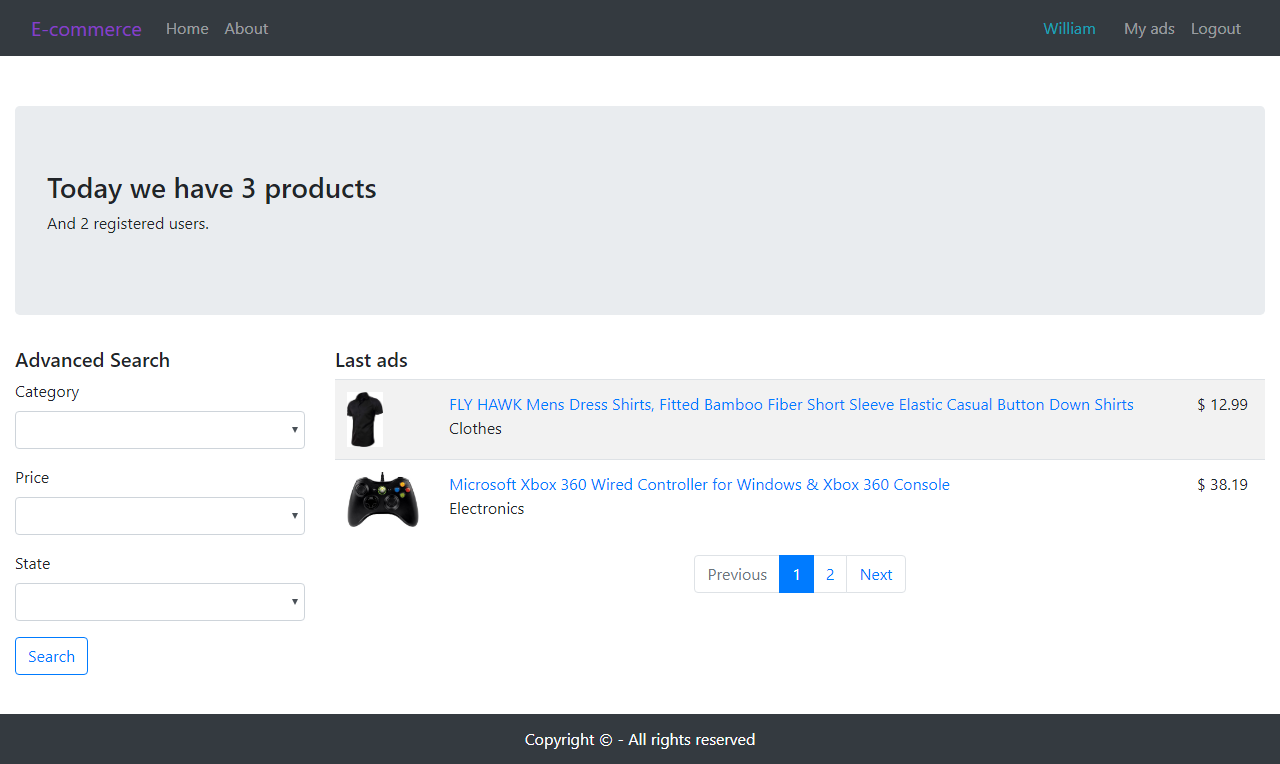 E-commerce Home About William My ads Logout
Today we have 3 products
And 2 registered users.
Advanced Search
Category
Price
State
Search
Last ads
FLY HAWK Mens Dress Shirts, Fitted Bamboo Fiber Short Sleeve Elastic Casual Button Down Shirts $ 12.99
Clothes
Microsoft Xbox 360 Wired Controller for Windows & Xbox 360 Console $ 38.19
Electronics
Previous 1 2 Next
Copyright © - All rights reserved